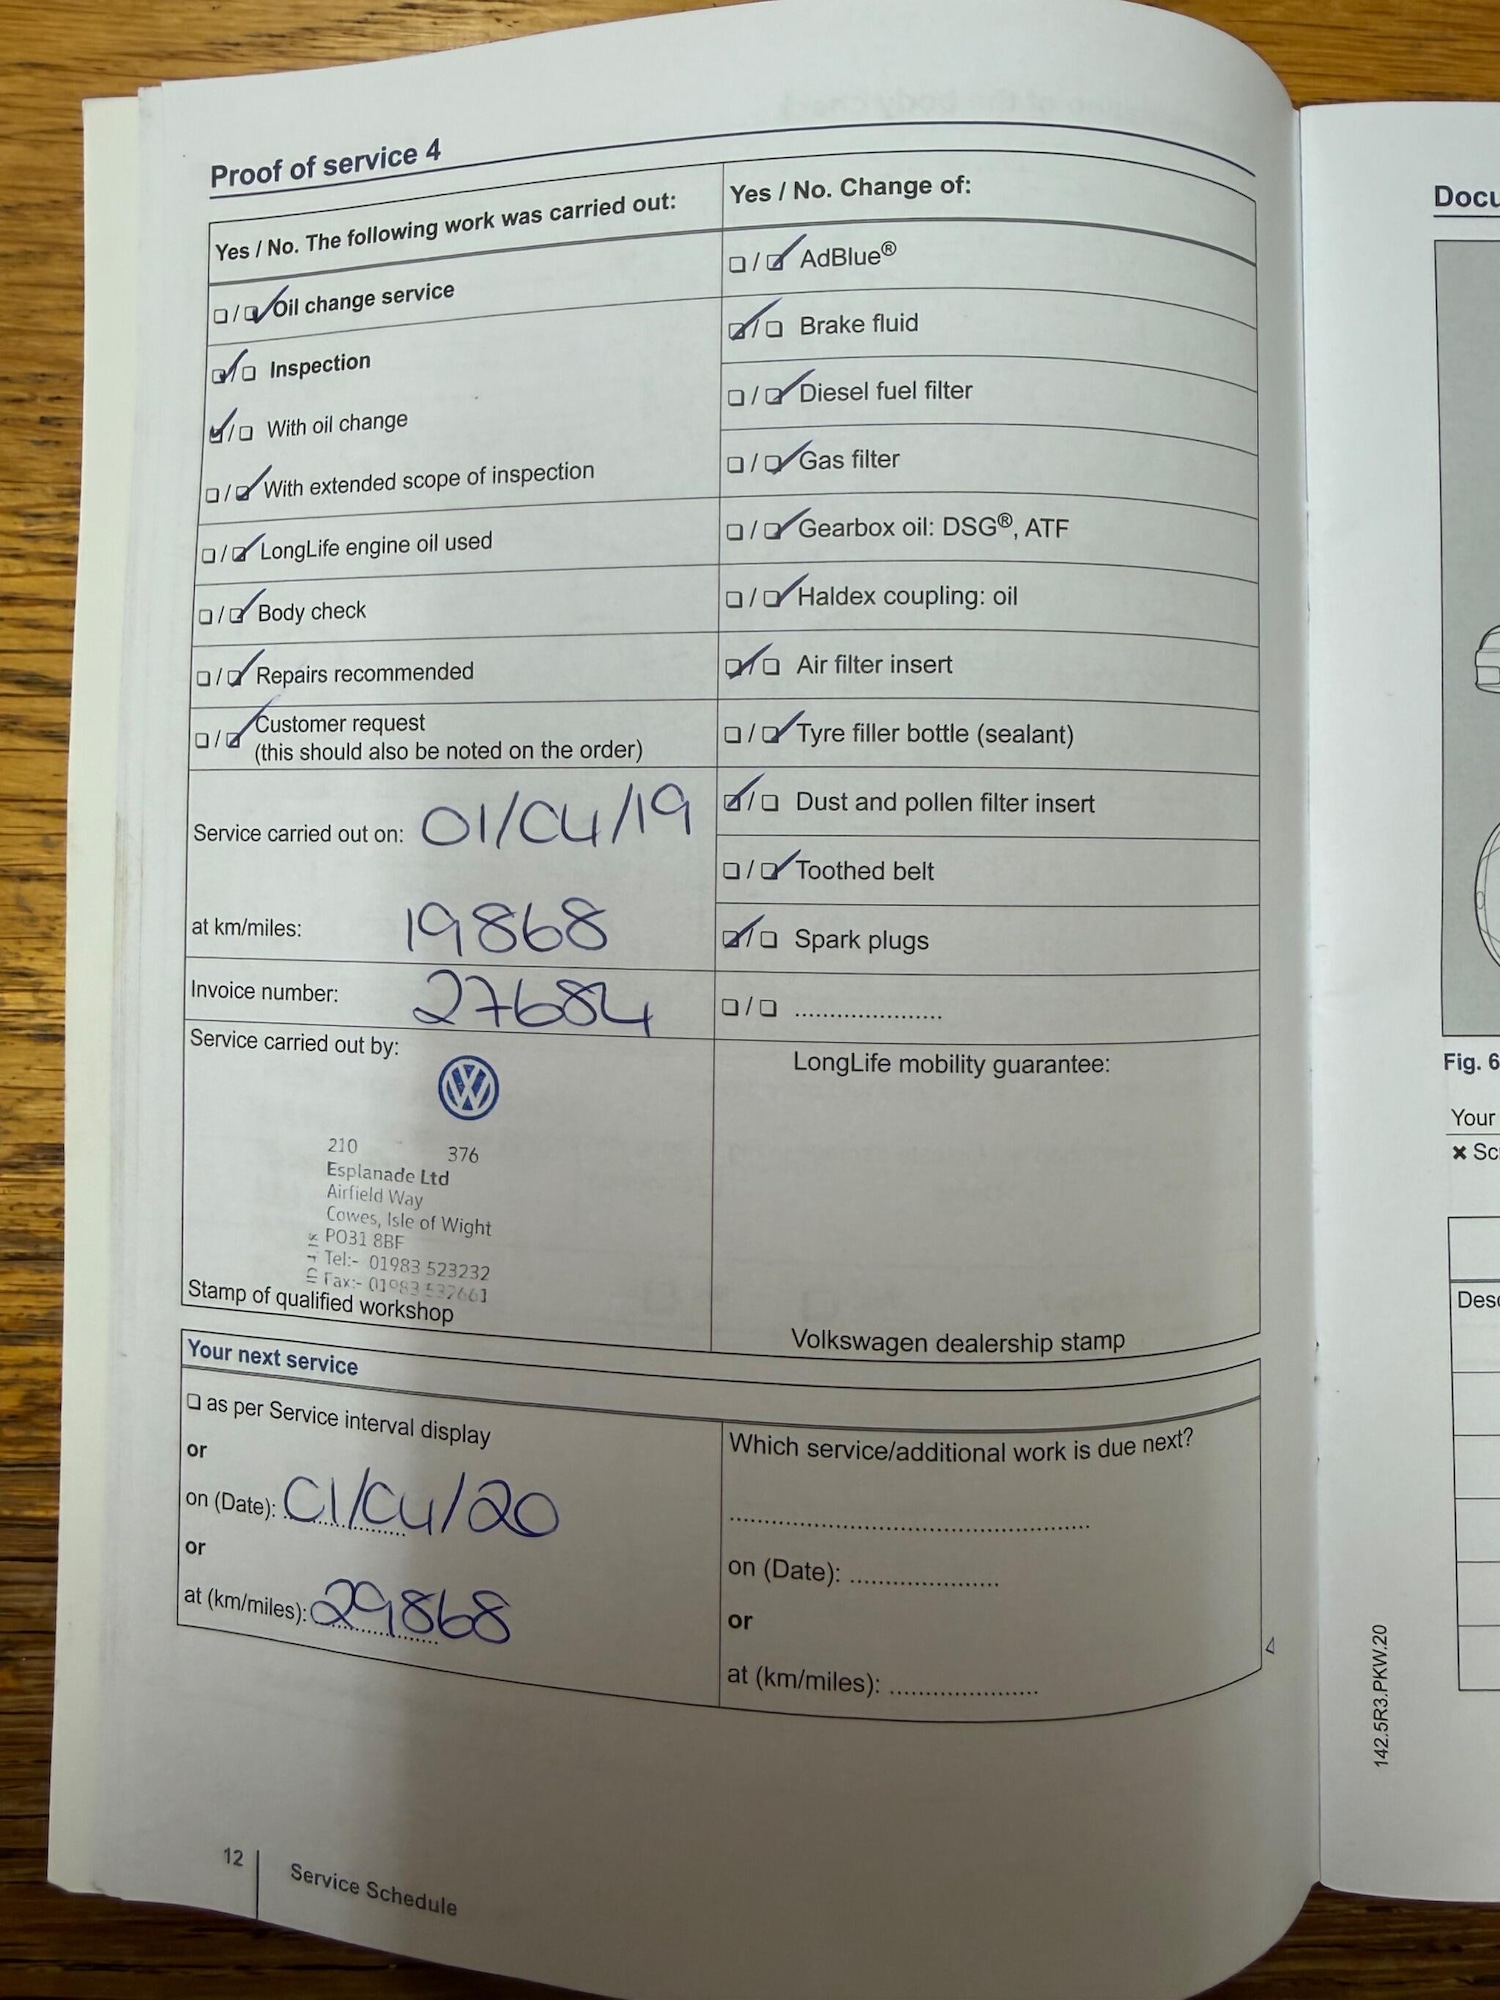 Proof of service 4
Yes / No. The following work was carried out:
☐ / ☑ Oil change service
☑ / ☐ Inspection
☑ / ☐ With oil change
☐ / ☑ With extended scope of inspection
☐ / ☑ LongLife engine oil used
☐ / ☑ Body check
☐ / ☑ Repairs recommended
☐ / ☑ Customer request
(this should also be noted on the order)
Service carried out on: 01/04/19
at km/miles: 19868
Invoice number: 27684
Service carried out by:
VW
210 376
Esplanade Ltd
Airfield Way
Cowes, Isle of Wight
PO31 8BF
Tel:- 01983 523232
Fax:- 01983 532661
Stamp of qualified workshop
Yes / No. Change of:
☐ / ☑ AdBlue®
☑ / ☐ Brake fluid
☐ / ☑ Diesel fuel filter
☐ / ☑ Gas filter
☐ / ☑ Gearbox oil: DSG®, ATF
☐ / ☑ Haldex coupling: oil
☑ / ☐ Air filter insert
☐ / ☑ Tyre filler bottle (sealant)
☑ / ☐ Dust and pollen filter insert
☐ / ☑ Toothed belt
☑ / ☐ Spark plugs
☐ / ☐ .....................
LongLife mobility guarantee:
Volkswagen dealership stamp
Your next service
☐ as per Service interval display
or
on (Date): 01/04/20
or
at (km/miles): 29868
Which service/additional work is due next?
on (Date): .....................
or
at (km/miles): .....................
12 Service Schedule
Docu
Fig. 6
Your
× Sc
Desc
142.5R3.PKW.20